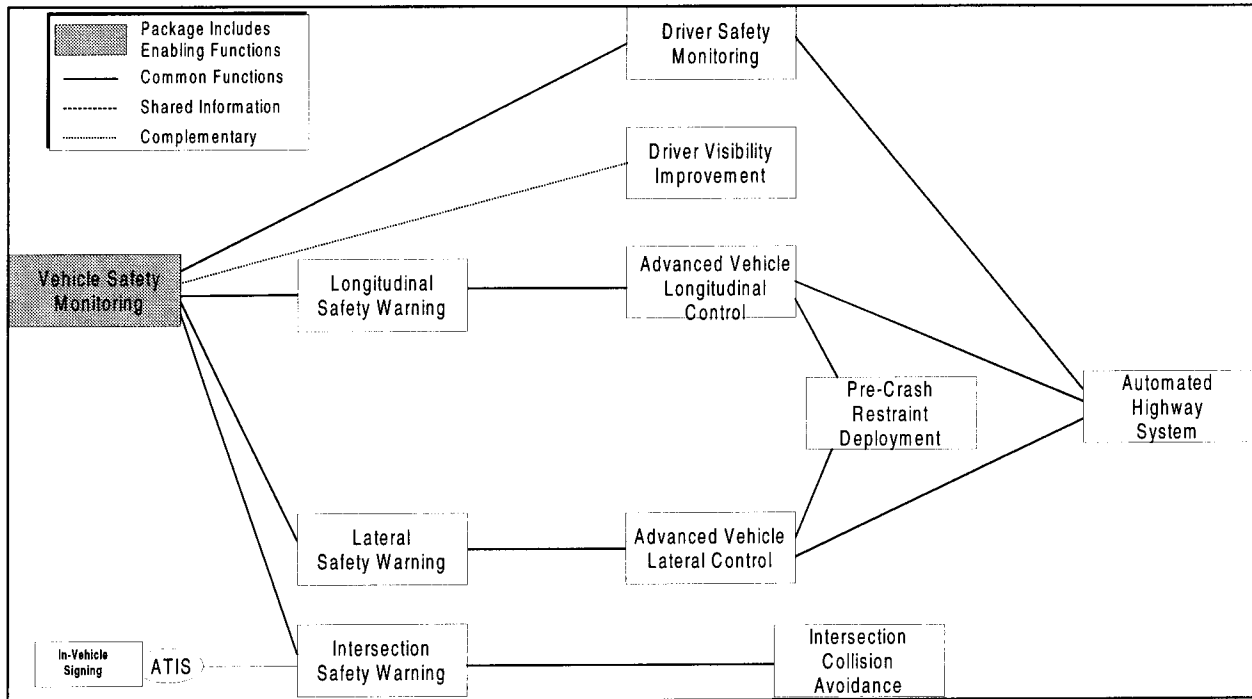 Package Includes
Enabling Functions
Common Functions
Shared Information
Complementary
Driver Safety
Monitoring
Driver Visibility
Improvement
Vehicle Safety
Monitoring
Longitudinal
Safety Warning
Advanced Vehicle
Longitudinal
Control
Pre-Crash
Restraint
Deployment
Automated
Highway
System
Lateral
Safety Warning
Advanced Vehicle
Lateral Control
In-Vehicle
Signing
ATIS
Intersection
Safety Warning
Intersection
Collision
Avoidance